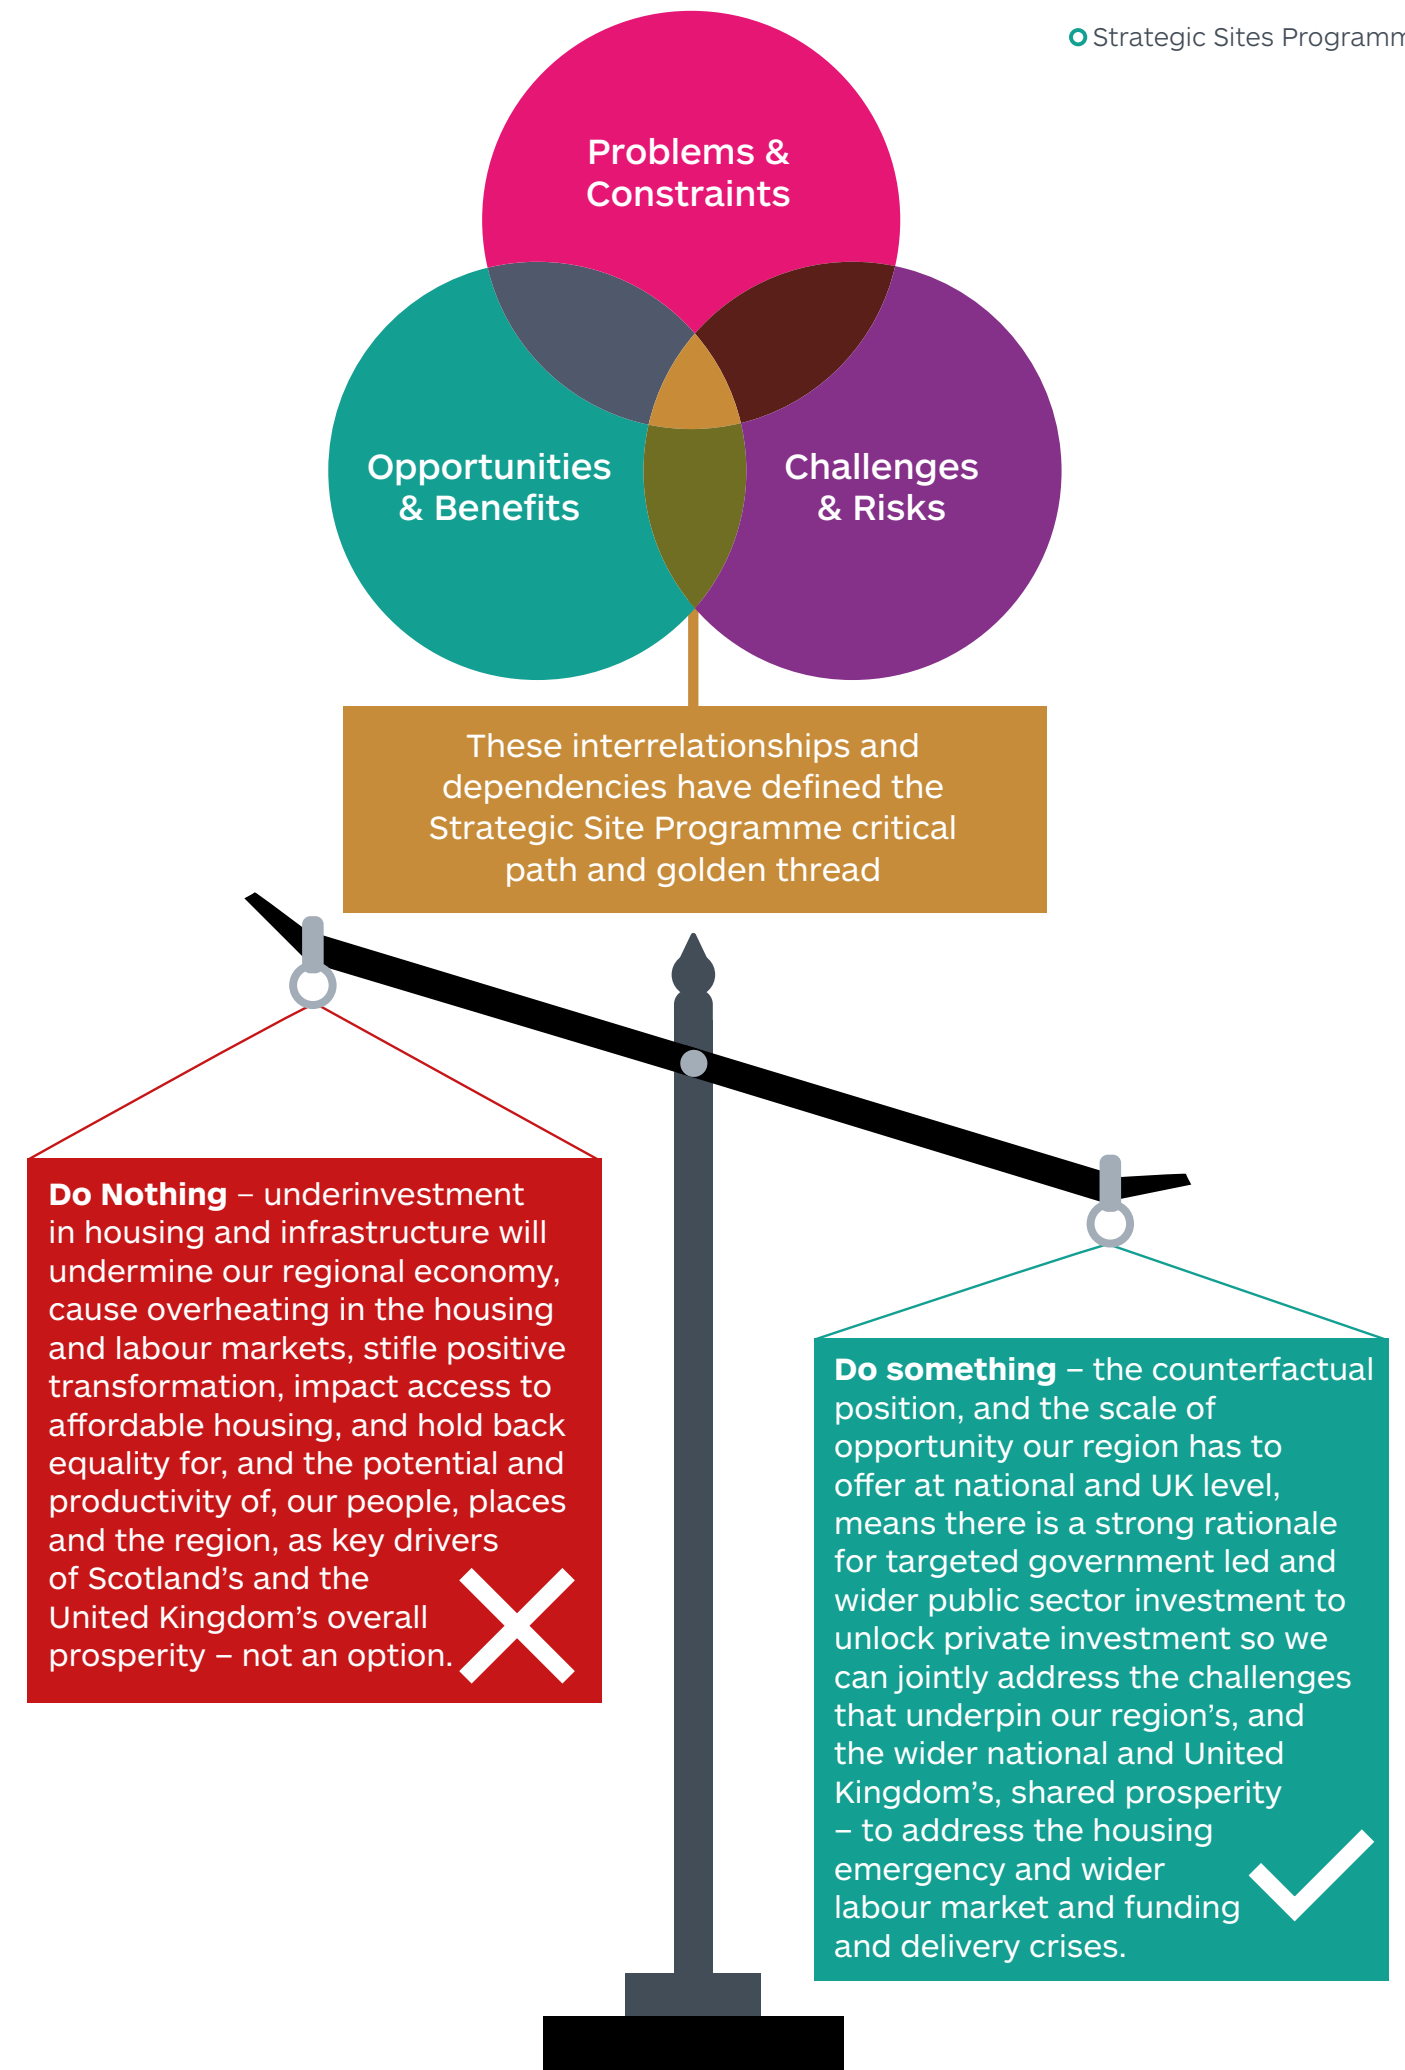 Strategic Sites Programm
Problems &
Constraints
Opportunities
& Benefits
Challenges
& Risks
These interrelationships and
dependencies have defined the
Strategic Site Programme critical
path and golden thread
Do Nothing – underinvestment
in housing and infrastructure will
undermine our regional economy,
cause overheating in the housing
and labour markets, stifle positive
transformation, impact access to
affordable housing, and hold back
equality for, and the potential and
productivity of, our people, places
and the region, as key drivers
of Scotland's and the
United Kingdom's overall
prosperity – not an option.
Do something – the counterfactual
position, and the scale of
opportunity our region has to
offer at national and UK level,
means there is a strong rationale
for targeted government led and
wider public sector investment to
unlock private investment so we
can jointly address the challenges
that underpin our region's, and
the wider national and United
Kingdom's, shared prosperity
– to address the housing
emergency and wider
labour market and funding
and delivery crises.